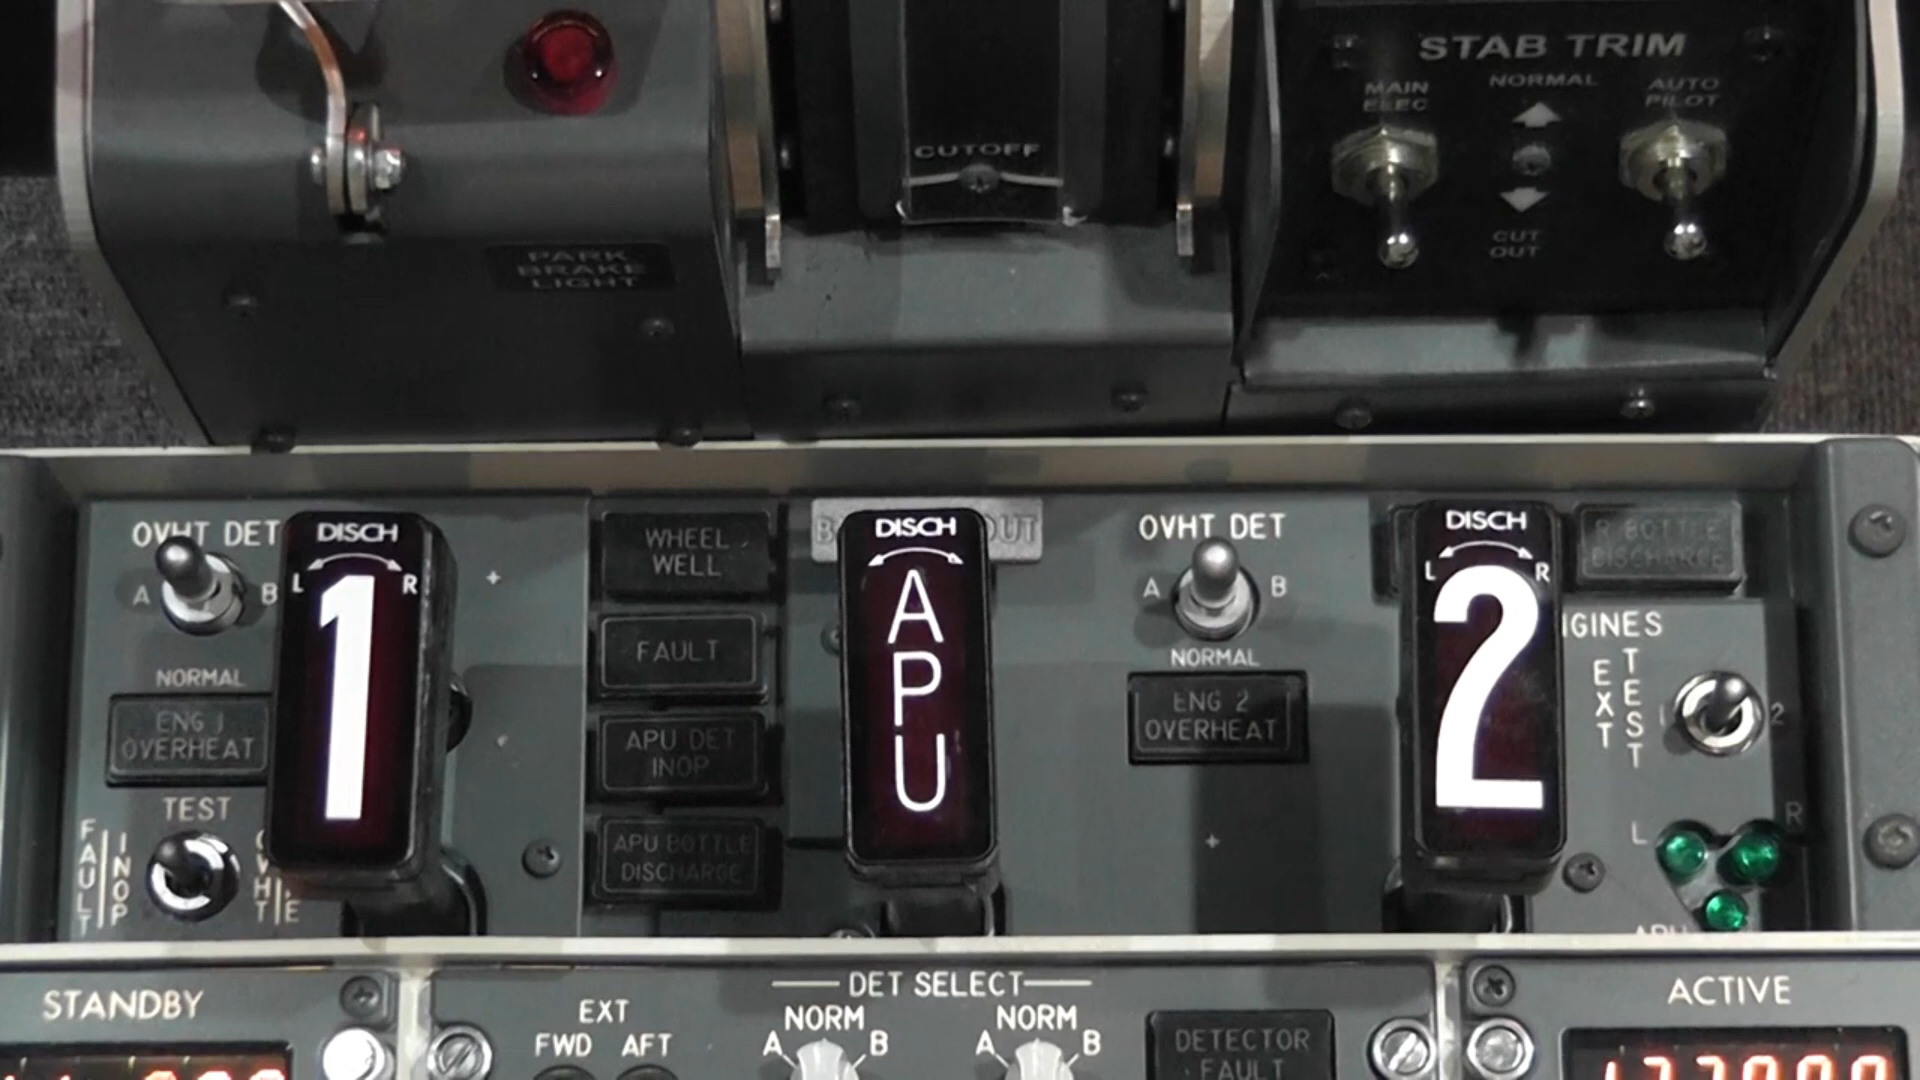 STAB TRIM
MAIN ELEC
NORMAL
AUTO PILOT
CUTOFF
CUT OUT
PARK
BRAKE
LIGHT
OVHT DET
A
B
NORMAL
ENG 1
OVERHEAT
TEST
FAULT
INOP
DISCH
L
R
1
WHEEL
WELL
FAULT
APU DET
INOP
APU BOTTLE
DISCHARGE
DISCH
APU
OVHT DET
A
B
NORMAL
ENG 2
OVERHEAT
DISCH
L
R
2
R BOTTLE
DISCHARGE
EXT
TEST
1
2
L
R
STANDBY
DET SELECT
EXT
FWD
AFT
NORM
A
B
NORM
A
B
DETECTOR
FAULT
ACTIVE